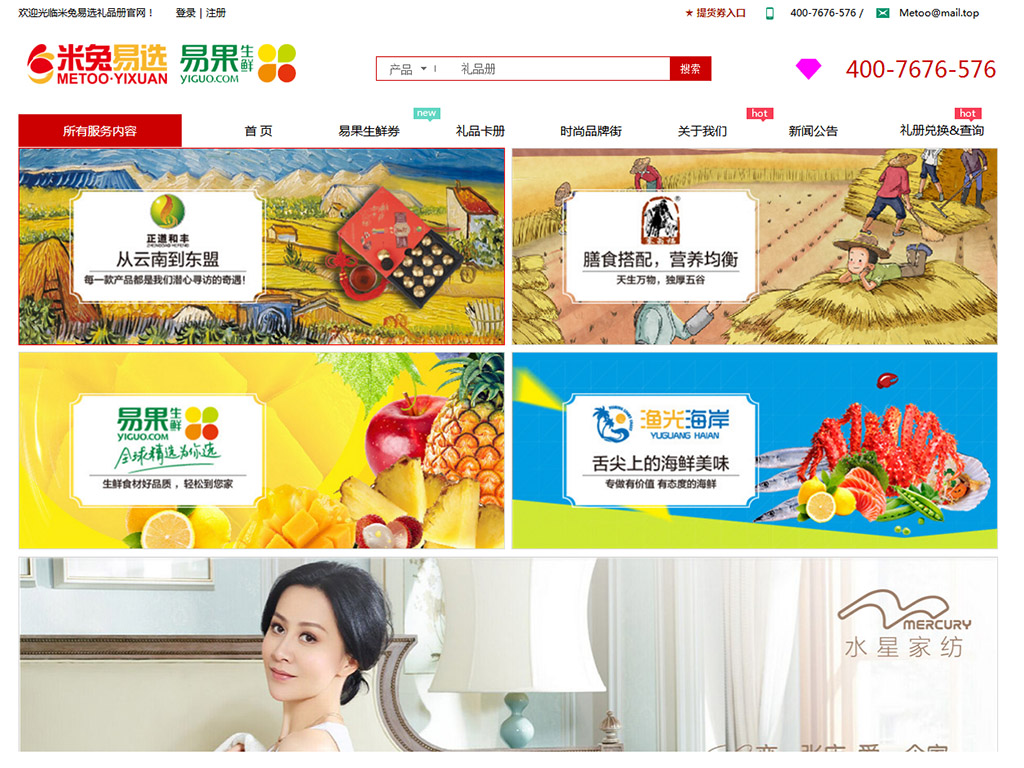 欢迎光临米兔易选礼品册官网！ 登录 | 注册
★ 提货券入口 400-7676-576 / Metoo@mail.top
米兔易选
METOO·YIXUAN
易果生鲜
YIGUO.COM
产品 礼品册 搜索
400-7676-576
new hot hot
所有服务内容 首 页 易果生鲜券 礼品卡册 时尚品牌街 关于我们 新闻公告 礼册兑换&查询
正道和丰
从云南到东盟
每一款产品都是我们潜心寻访的奇遇！
膳食搭配，营养均衡
天生万物，独厚五谷
易果生鲜
YIGUO.COM
全球精选为你选
生鲜食材好品质，轻松到您家
渔光海岸
YUGUANG HAIAN
舌尖上的海鲜美味
专做有价值 有态度的海鲜
MERCURY
水星家纺